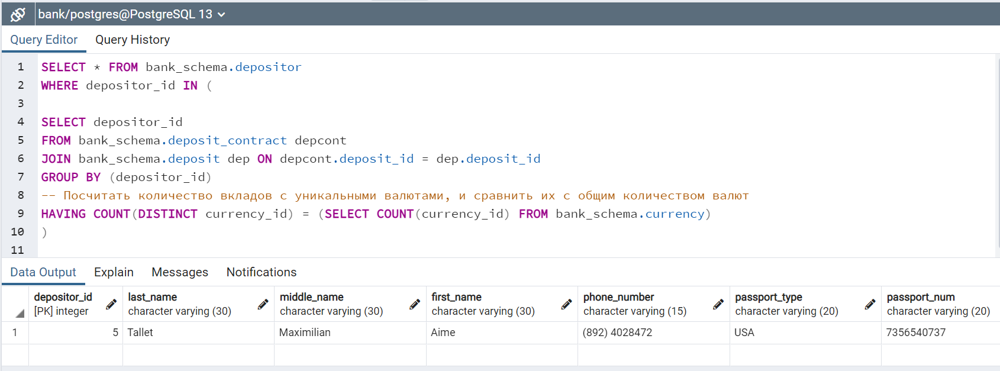 bank/postgres@PostgreSQL 13
Query Editor Query History
1 SELECT * FROM bank_schema.depositor
2 WHERE depositor_id IN (
3
4 SELECT depositor_id
5 FROM bank_schema.deposit_contract depcont
6 JOIN bank_schema.deposit dep ON depcont.deposit_id = dep.deposit_id
7 GROUP BY (depositor_id)
8 -- Посчитать количество вкладов с уникальными валютами, и сравнить их с общим количеством валют
9 HAVING COUNT(DISTINCT currency_id) = (SELECT COUNT(currency_id) FROM bank_schema.currency)
10 )
11
Data Output Explain Messages Notifications
depositor_id last_name middle_name first_name phone_number passport_type passport_num
[PK] integer character varying (30) character varying (30) character varying (30) character varying (15) character varying (20) character varying (20)
1 5 Tallet Maximilian Aime (892) 4028472 USA 7356540737